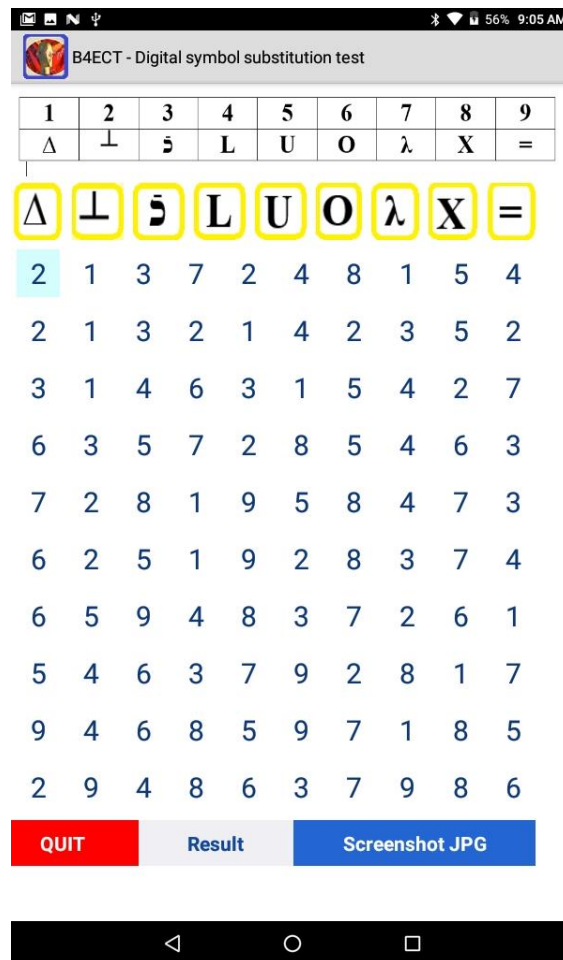 56% 9:05 AM
B4ECT - Digital symbol substitution test
1 2 3 4 5 6 7 8 9
Δ ┴ L U O λ X =
Δ ┴ L U O λ X =
2 1 3 7 2 4 8 1 5 4
2 1 3 2 1 4 2 3 5 2
3 1 4 6 3 1 5 4 2 7
6 3 5 7 2 8 5 4 6 3
7 2 8 1 9 5 8 4 7 3
6 2 5 1 9 2 8 3 7 4
6 5 9 4 8 3 7 2 6 1
5 4 6 3 7 9 2 8 1 7
9 4 6 8 5 9 7 1 8 5
2 9 4 8 6 3 7 9 8 6
QUIT Result Screenshot JPG